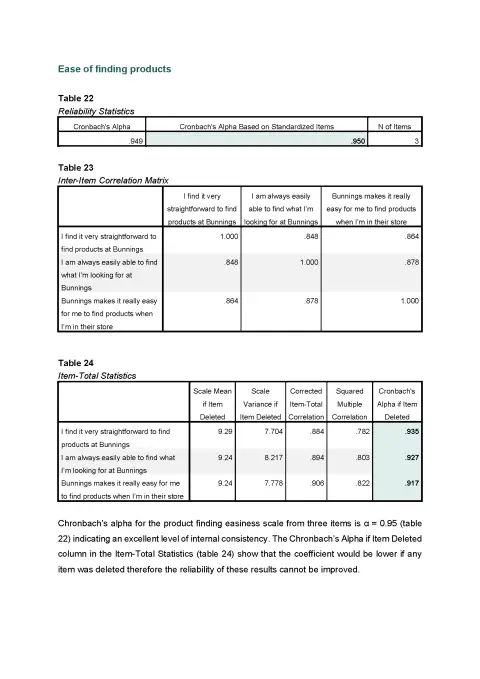 Ease of finding products
Table 22
Reliability Statistics
Cronbach's Alpha Cronbach's Alpha Based on Standardized Items N of Items
.949 .950 3
Table 23
Inter-Item Correlation Matrix
I find it very I am always easily Bunnings makes it really
straightforward to find able to find what I'm easy for me to find products
products at Bunnings looking for at Bunnings when I'm in their store
I find it very straightforward to 1.000 .848 .864
find products at Bunnings
I am always easily able to find .848 1.000 .878
what I'm looking for at
Bunnings
Bunnings makes it really easy .864 .878 1.000
for me to find products when
I'm in their store
Table 24
Item-Total Statistics
Scale Mean Scale Corrected Squared Cronbach's
if Item Variance if Item-Total Multiple Alpha if Item
Deleted Item Deleted Correlation Correlation Deleted
I find it very straightforward to find 9.29 7.704 .884 .782 .935
products at Bunnings
I am always easily able to find what 9.24 8.217 .894 .803 .927
I'm looking for at Bunnings
Bunnings makes it really easy for me 9.24 7.778 .906 .822 .917
to find products when I'm in their store
Chronbach's alpha for the product finding easiness scale from three items is α = 0.95 (table
22) indicating an excellent level of internal consistency. The Chronbach's Alpha if Item Deleted
column in the Item-Total Statistics (table 24) show that the coefficient would be lower if any
item was deleted therefore the reliability of these results cannot be improved.